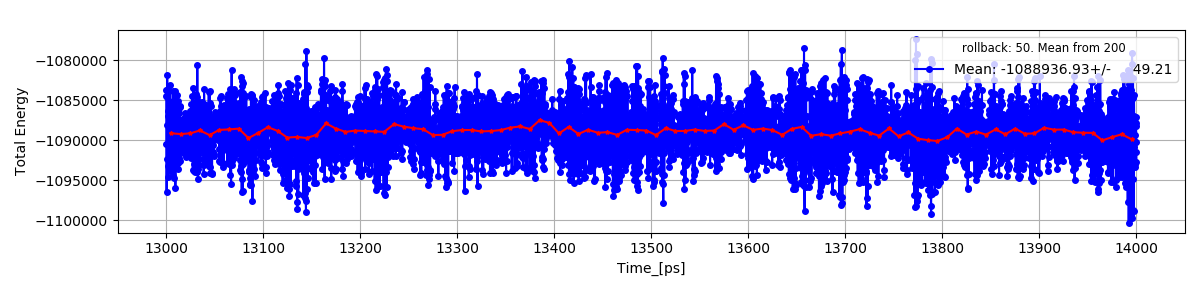 rollback: 50. Mean from 200
Mean: -1088936.93+/- 49.21
Total Energy
−1080000
−1085000
−1090000
−1095000
−1100000
13000 13100 13200 13300 13400 13500 13600 13700 13800 13900 14000
Time_[ps]